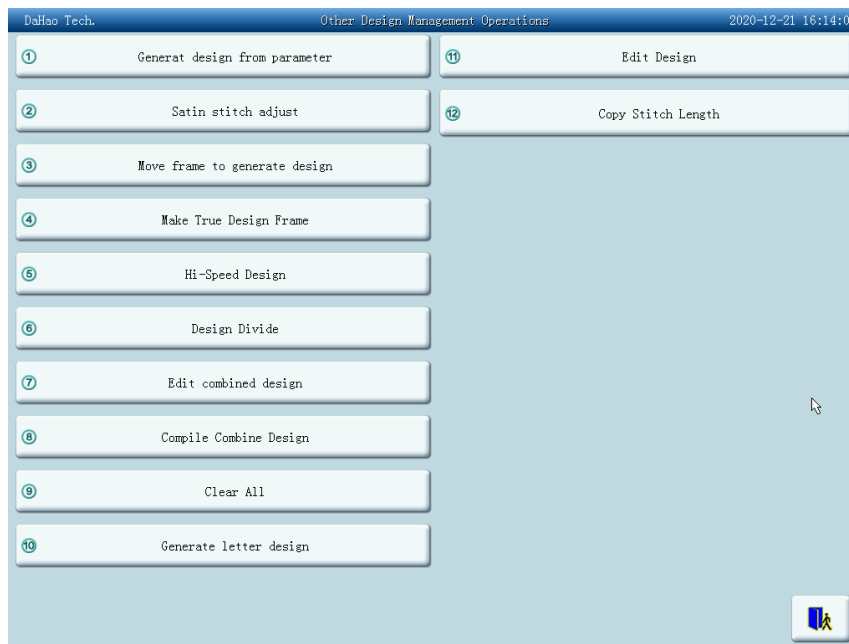 DaHao Tech. Other Design Management Operations 2020-12-21 16:14:0
① Generat design from parameter
② Satin stitch adjust
③ Move frame to generate design
④ Make True Design Frame
⑤ Hi-Speed Design
⑥ Design Divide
⑦ Edit combined design
⑧ Compile Combine Design
⑨ Clear All
⑩ Generate letter design
⑪ Edit Design
⑫ Copy Stitch Length